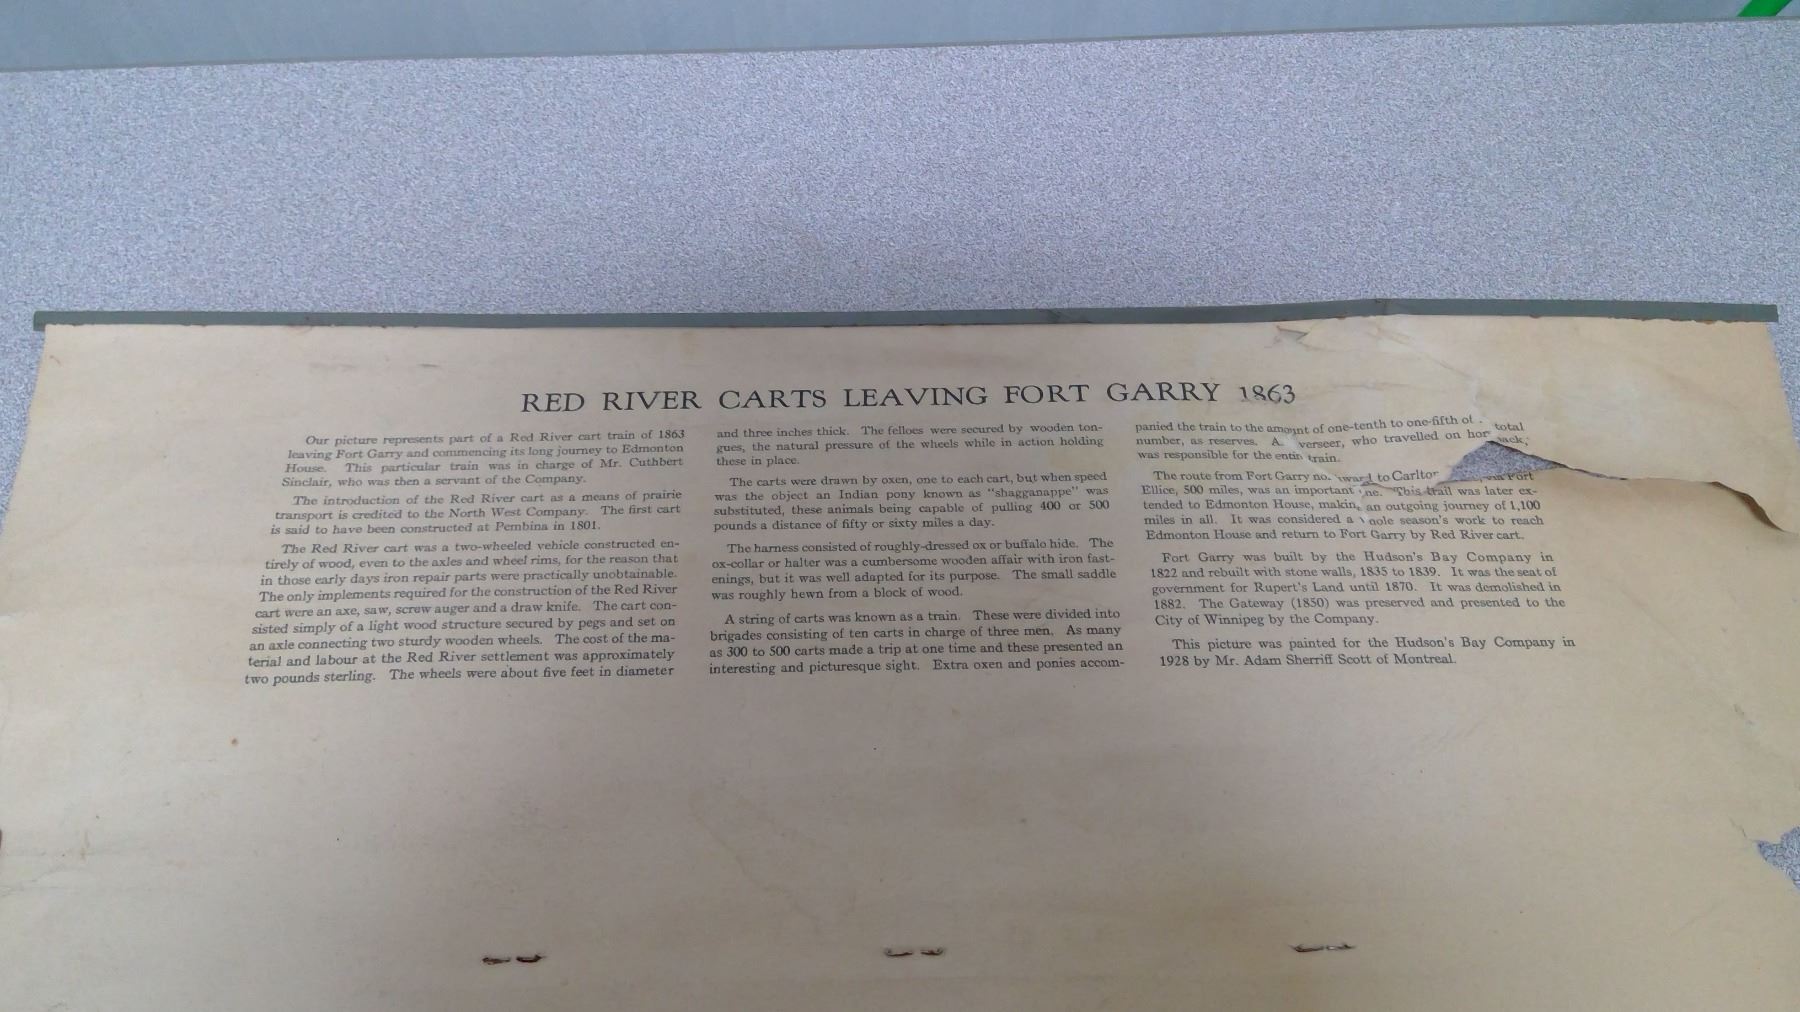 RED RIVER CARTS LEAVING FORT GARRY 1863
Our picture represents part of a Red River cart train of 1863
leaving Fort Garry and commencing its long journey to Edmonton
House. This particular train was in charge of Mr. Cuthbert
Sinclair, who was then a servant of the Company.
The introduction of the Red River cart as a means of prairie
transport is credited to the North West Company. The first cart
is said to have been constructed at Pembina in 1801.
The Red River cart was a two-wheeled vehicle constructed en-
tirely of wood, even to the axles and wheel rims, for the reason that
in those early days iron repair parts were practically unobtainable.
The only implements required for the construction of the Red River
cart were an axe, saw, screw auger and a draw knife. The cart con-
sisted simply of a light wood structure secured by pegs and set on
an axle connecting two sturdy wooden wheels. The cost of the ma-
terial and labour at the Red River settlement was approximately
two pounds sterling. The wheels were about five feet in diameter
and three inches thick. The felloes were secured by wooden ton-
gues, the natural pressure of the wheels while in action holding
these in place.
The carts were drawn by oxen, one to each cart, but when speed
was the object an Indian pony known as "shagganappe" was
substituted, these animals being capable of pulling 400 or 500
pounds a distance of fifty or sixty miles a day.
The harness consisted of roughly-dressed ox or buffalo hide. The
ox-collar or halter was a cumbersome wooden affair with iron fast-
enings, but it was well adapted for its purpose. The small saddle
was roughly hewn from a block of wood.
A string of carts was known as a train. These were divided into
brigades consisting of ten carts in charge of three men. As many
as 300 to 500 carts made a trip at one time and these presented an
interesting and picturesque sight. Extra oxen and ponies accom-
panied the train to the amount of one-tenth to one-fifth of total
number, as reserves. A verseer, who travelled on
was responsible for the entire train.
The route from Fort Garry to Fort
Ellice, 500 miles, was an important This trail was later ex-
tended to Edmonton House, making an outgoing journey of 1,100
miles in all. It was considered a season's work to reach
Edmonton House and return to Fort Garry by Red River cart.
Fort Garry was built by the Hudson's Bay Company in
1822 and rebuilt with stone walls, 1835 to 1839. It was the seat of
government for Rupert's Land until 1870. It was demolished in
1882. The Gateway (1850) was preserved and presented to the
City of Winnipeg by the Company.
This picture was painted for the Hudson's Bay Company in
1928 by Mr. Adam Sherriff Scott of Montreal.